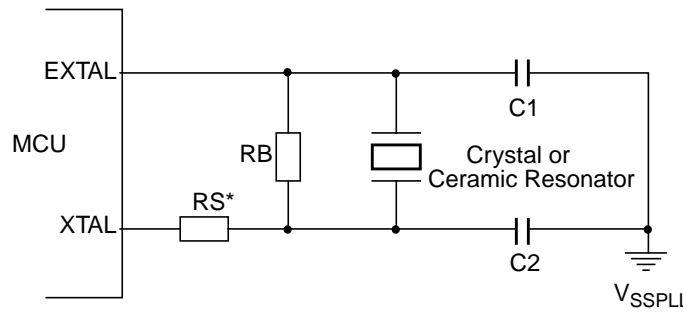 EXTAL
C1
MCU
RB
Crystal or
Ceramic Resonator
RS*
XTAL
C2
VSSPLL